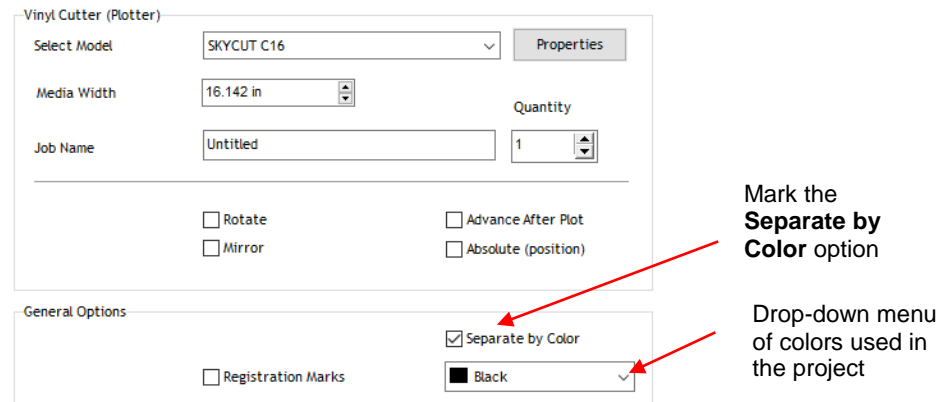 Vinyl Cutter (Plotter)
Select Model
SKYCUT C16
Properties
Media Width
16.142 in
Quantity
Job Name
Untitled
1
Rotate
Advance After Plot
Mirror
Absolute (position)
Mark the
Separate by
Color option
General Options
Separate by Color
Registration Marks
Black
Drop-down menu
of colors used in
the project